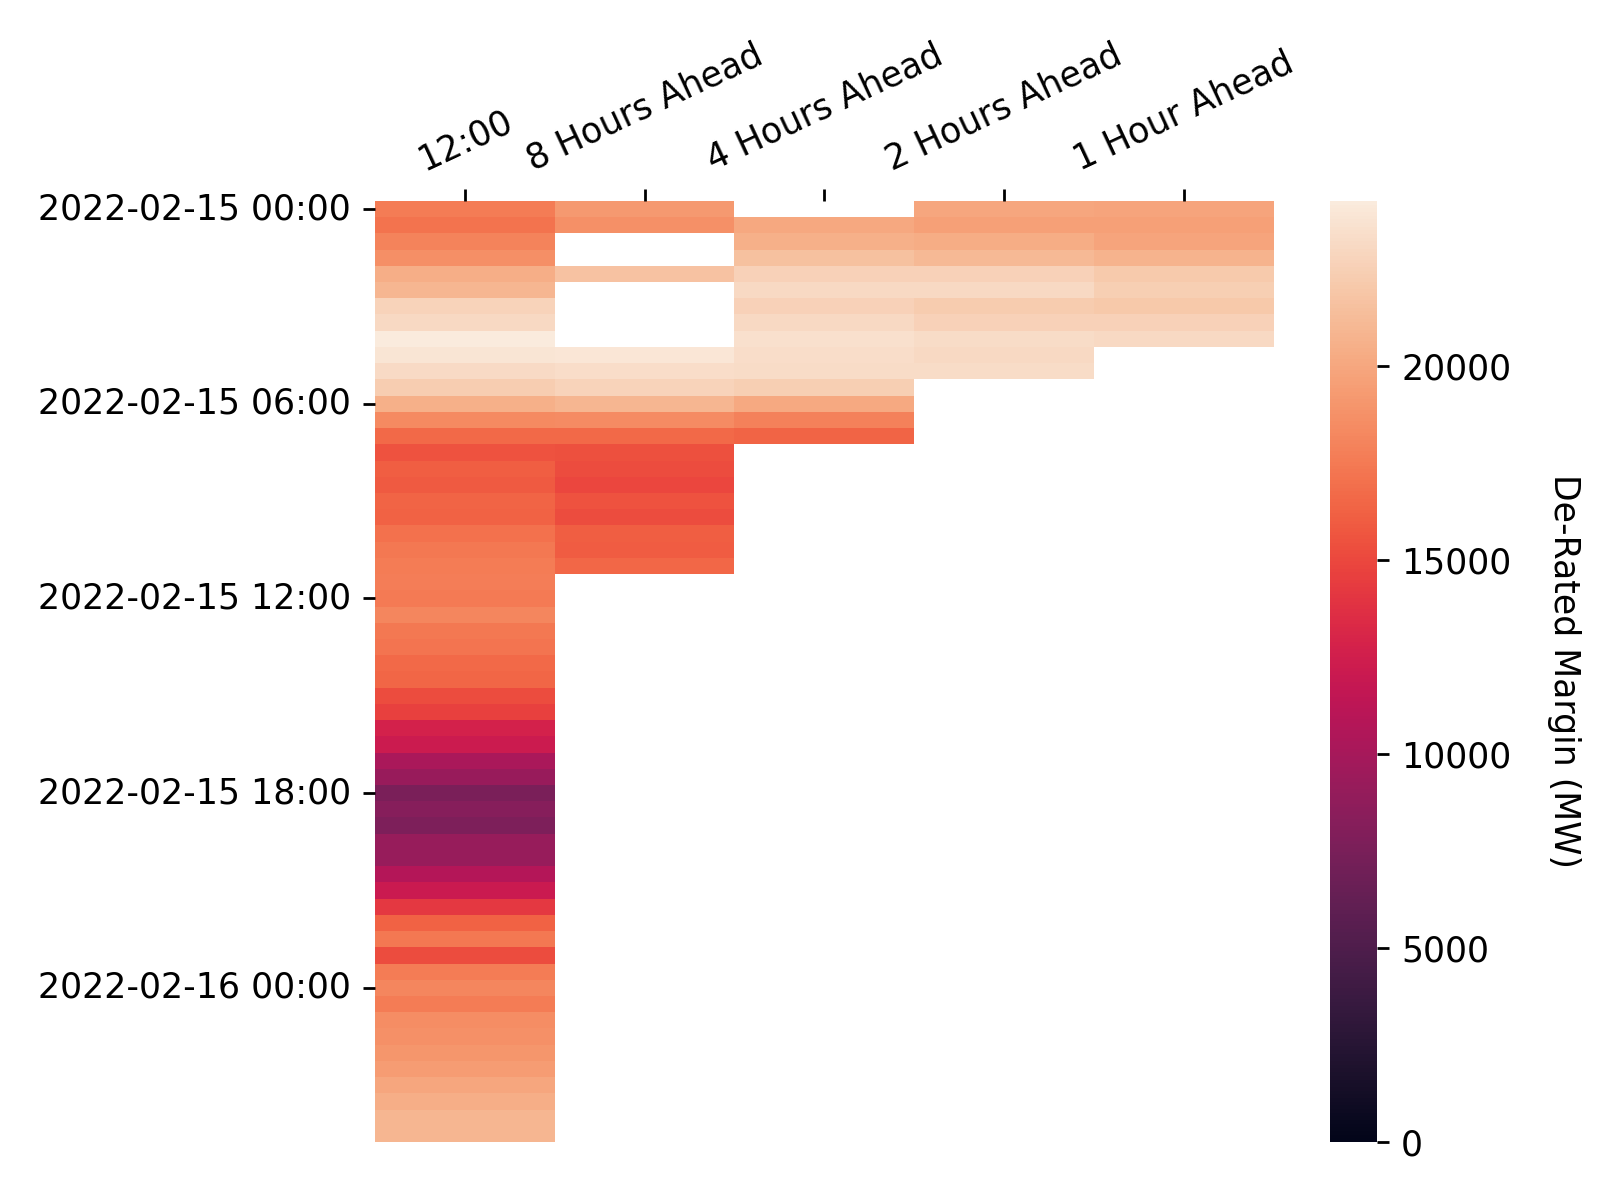 12:00
8 Hours Ahead
4 Hours Ahead
2 Hours Ahead
1 Hour Ahead
2022-02-15 00:00
2022-02-15 06:00
2022-02-15 12:00
2022-02-15 18:00
2022-02-16 00:00
20000
15000
10000
5000
0
De-Rated Margin (MW)